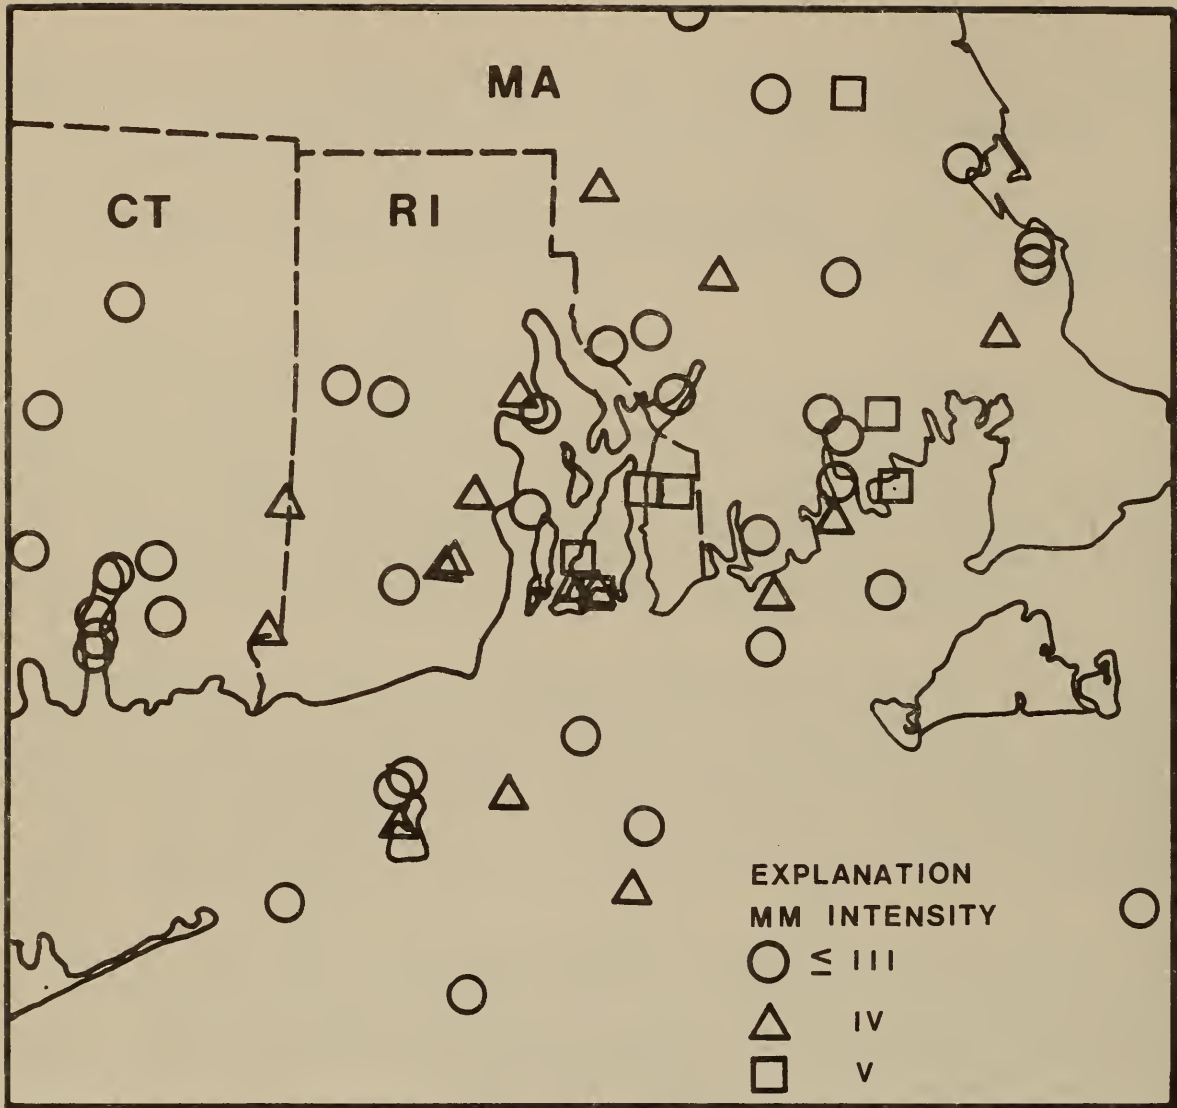 MA
CT RI
EXPLANATION
MM INTENSITY
≤ III
IV
V